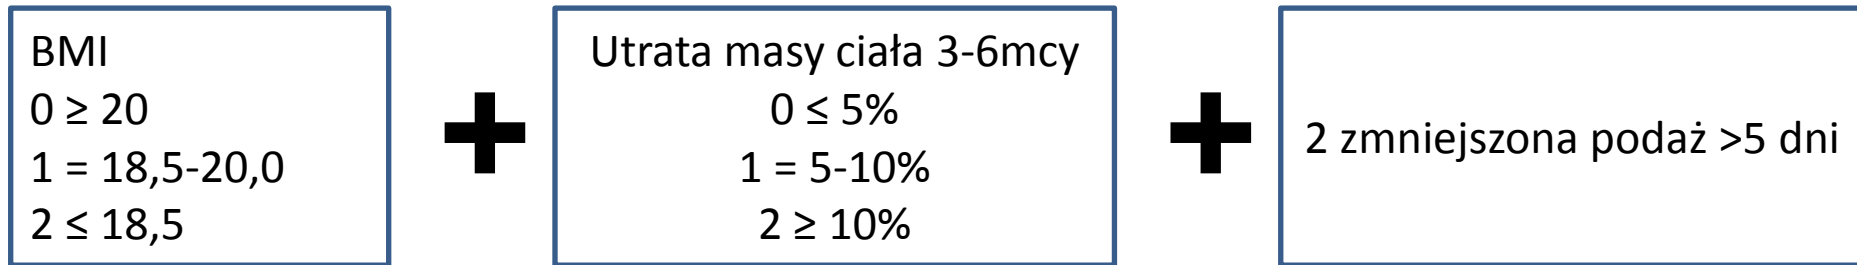 BMI
0 ≥ 20
1 = 18,5-20,0
2 ≤ 18,5
+
Utrata masy ciała 3-6mcy
0 ≤ 5%
1 = 5-10%
2 ≥ 10%
+
2 zmniejszona podaż >5 dni